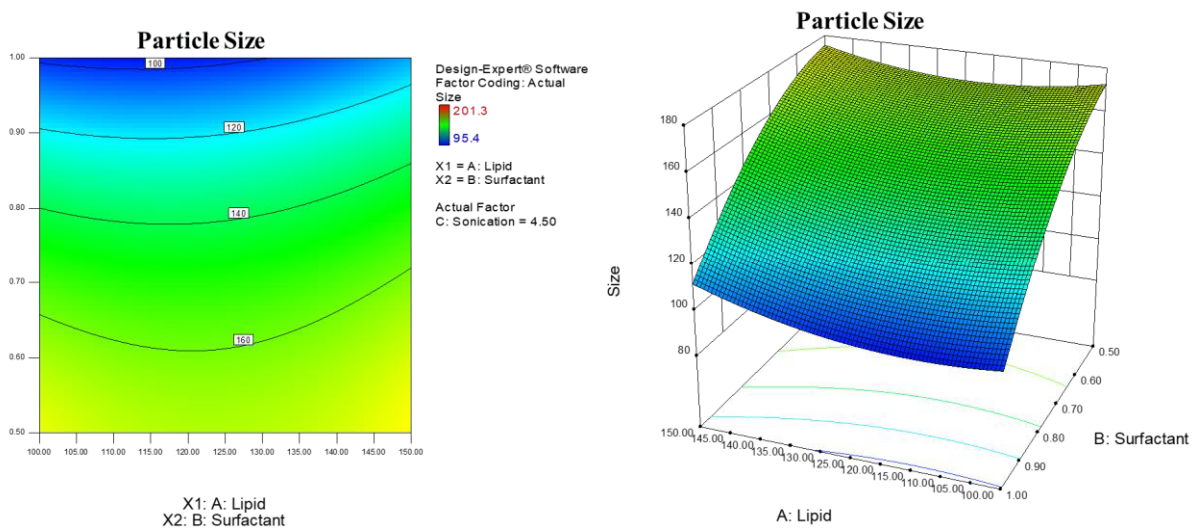 Particle Size
1.00
0.90
0.80
0.70
0.60
0.50
100
120
140
160
100.00 105.00 110.00 115.00 120.00 125.00 130.00 135.00 140.00 145.00 150.00
X1: A: Lipid
X2: B: Surfactant
Design-Expert® Software
Factor Coding: Actual
Size
201.3
95.4
X1 = A: Lipid
X2 = B: Surfactant
Actual Factor
C: Sonication = 4.50
Particle Size
180
160
140
120
100
80
Size
150.00 145.00 140.00 135.00 130.00 125.00 120.00 115.00 110.00 105.00 100.00
A: Lipid
0.50
0.60
0.70
0.80
0.90
1.00
B: Surfactant